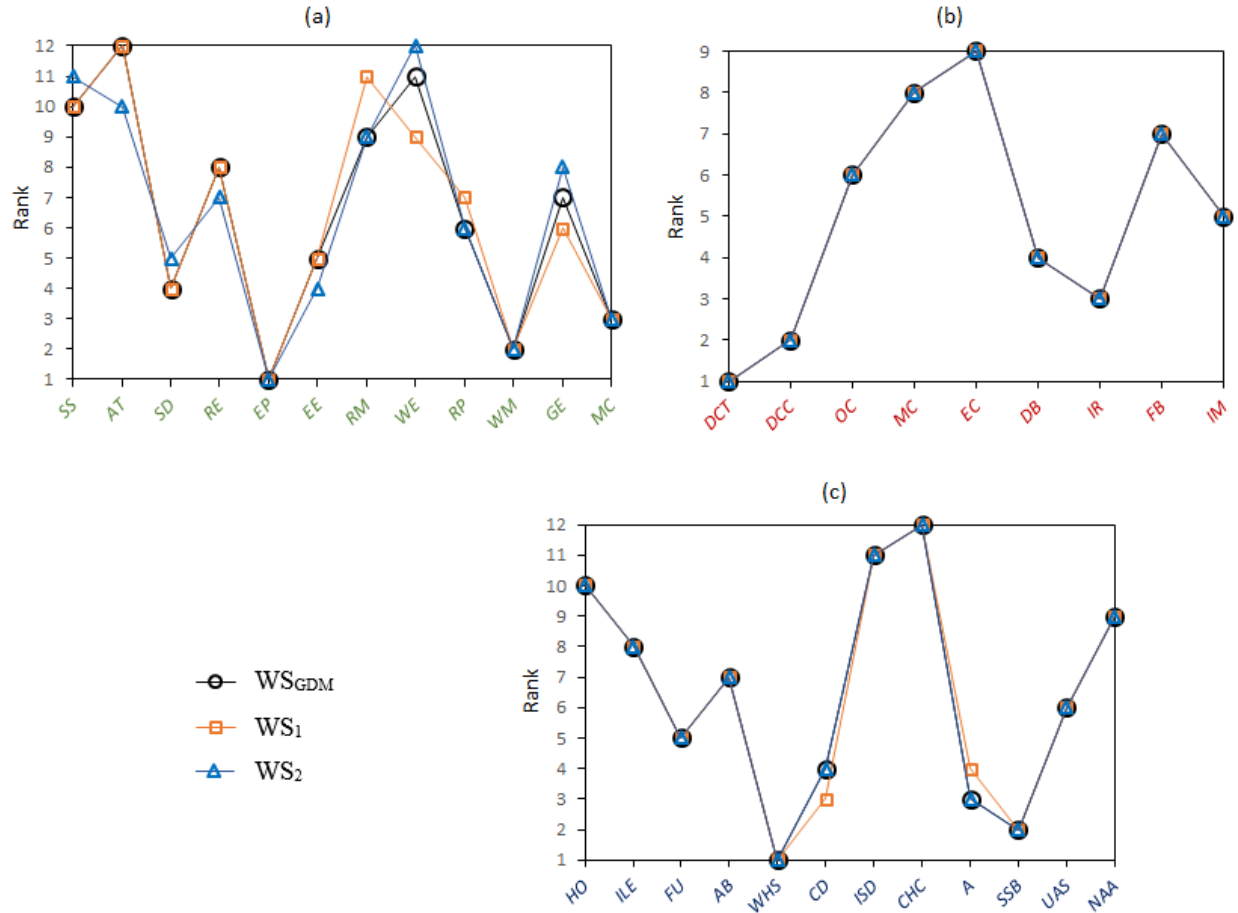 (a)
12
11
10
9
8
7
6
5
4
3
2
1
Rank
SS
AT
SD
RE
EP
EE
RM
WE
RP
WM
GE
MC
(b)
9
8
7
6
5
4
3
2
1
Rank
DCT
DCC
OC
MC
EC
DB
IR
FB
IM
(c)
12
11
10
9
8
7
6
5
4
3
2
1
Rank
HO
ILE
FU
AB
WHS
CD
ISD
CHC
A
SSB
UAS
NAA
WSGDM
WS1
WS2